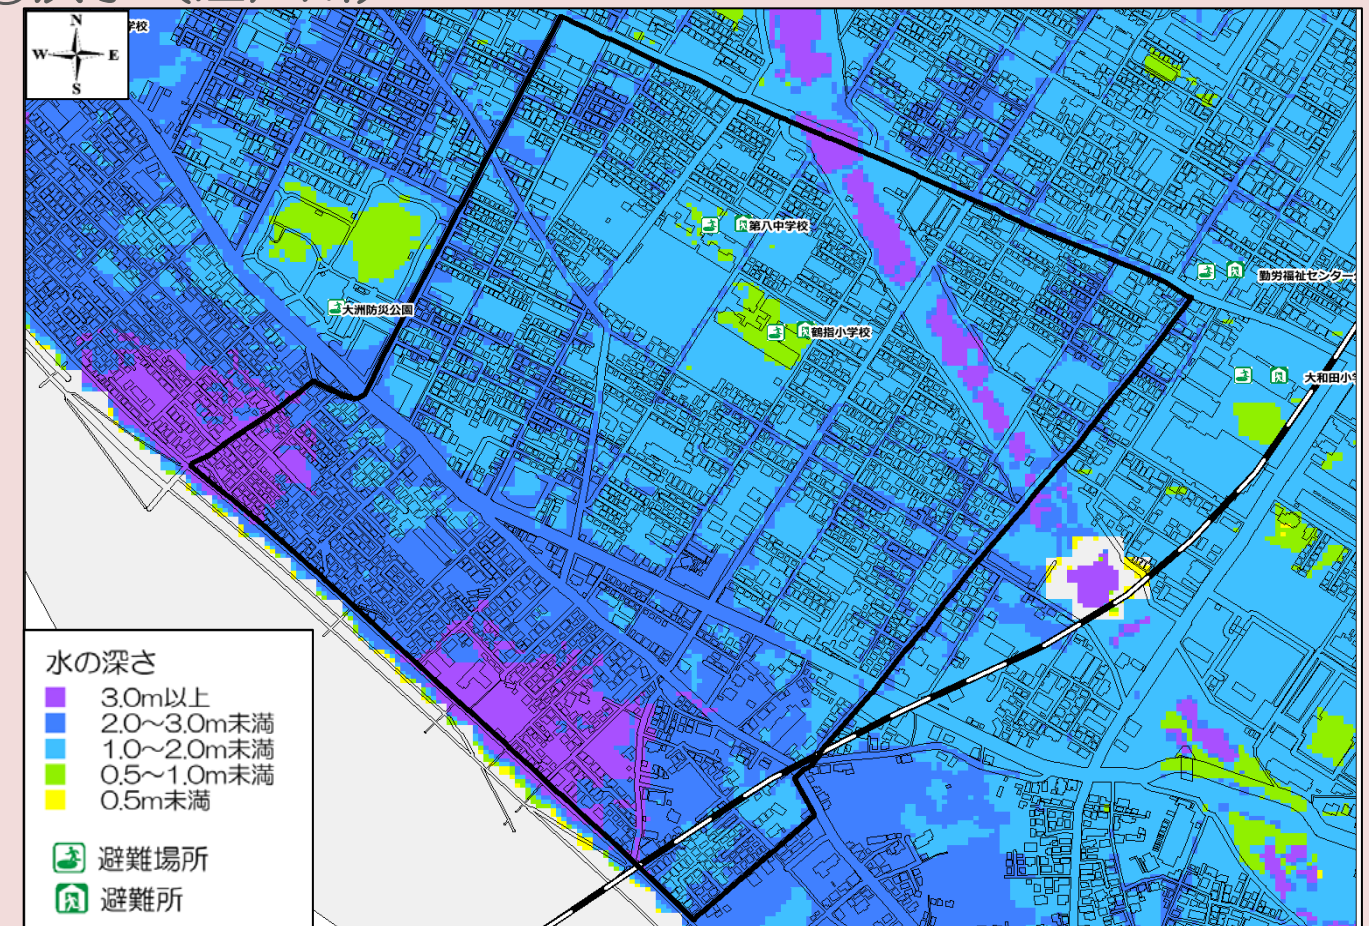 N
W E
S
学校
第八中学校
勤労福祉センター
大洲防災公園
鶴指小学校
大和田小学
水の深さ
3.0m以上
2.0～3.0m未満
1.0～2.0m未満
0.5～1.0m未満
0.5m未満
避難場所
避難所